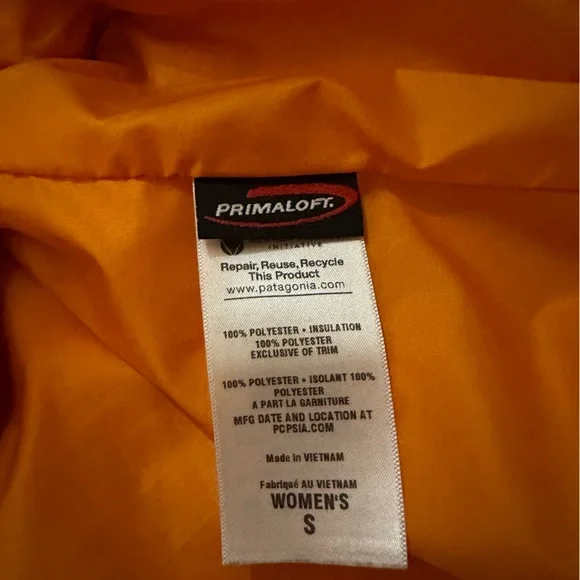 PRIMALOFT.
INITIATIVE
Repair, Reuse, Recycle
This Product
www.patagonia.com
100% POLYESTER • INSULATION
100% POLYESTER
EXCLUSIVE OF TRIM
100% POLYESTER • ISOLANT 100%
POLYESTER
A PART LA GARNITURE
MFG DATE AND LOCATION AT
PCPSIA.COM
Made in VIETNAM
Fabriqué AU VIETNAM
WOMEN'S
S